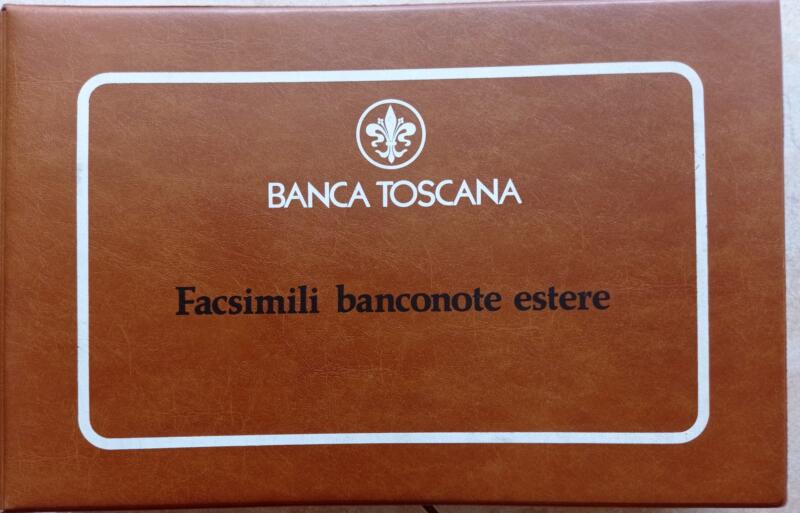 BANCA TOSCANA
Facsimili banconote estere